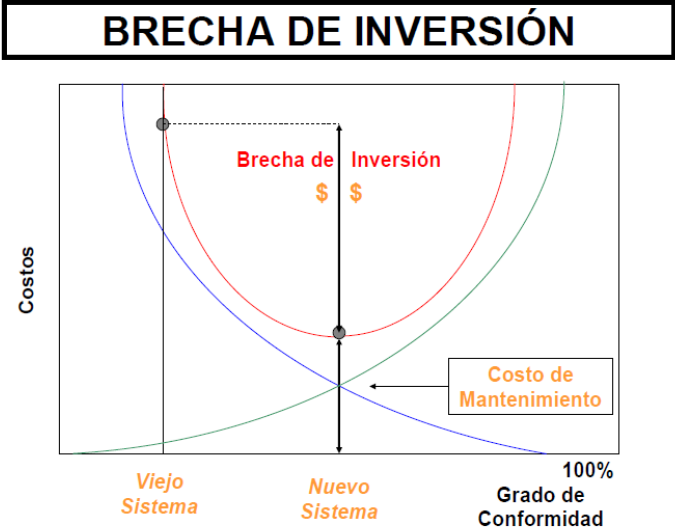 BRECHA DE INVERSIÓN
Brecha de Inversión
$ $
Costos
Costo de
Mantenimiento
Viejo
Sistema
Nuevo
Sistema
100%
Grado de
Conformidad